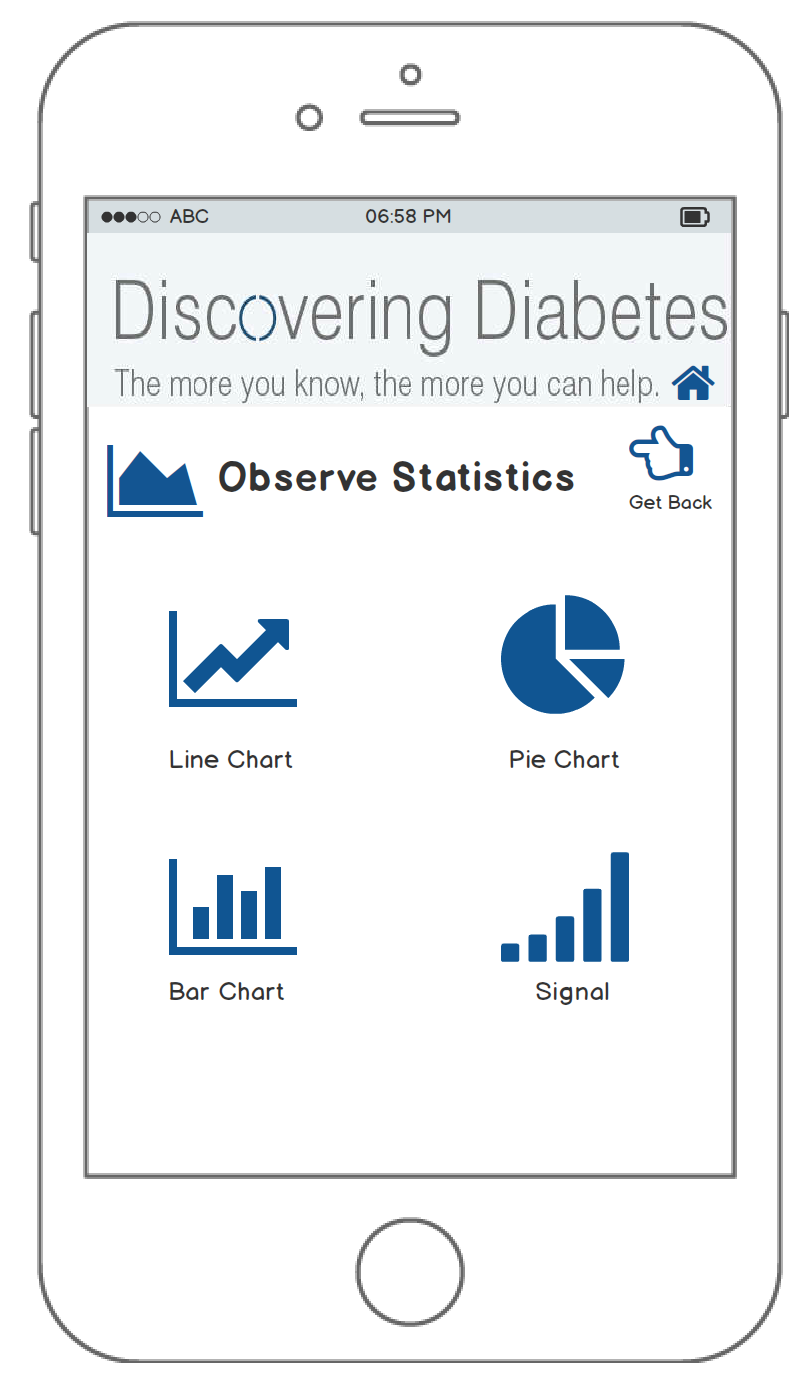 ABC 06:58 PM
Discovering Diabetes
The more you know, the more you can help.
Observe Statistics
Get Back
Line Chart Pie Chart
Bar Chart Signal